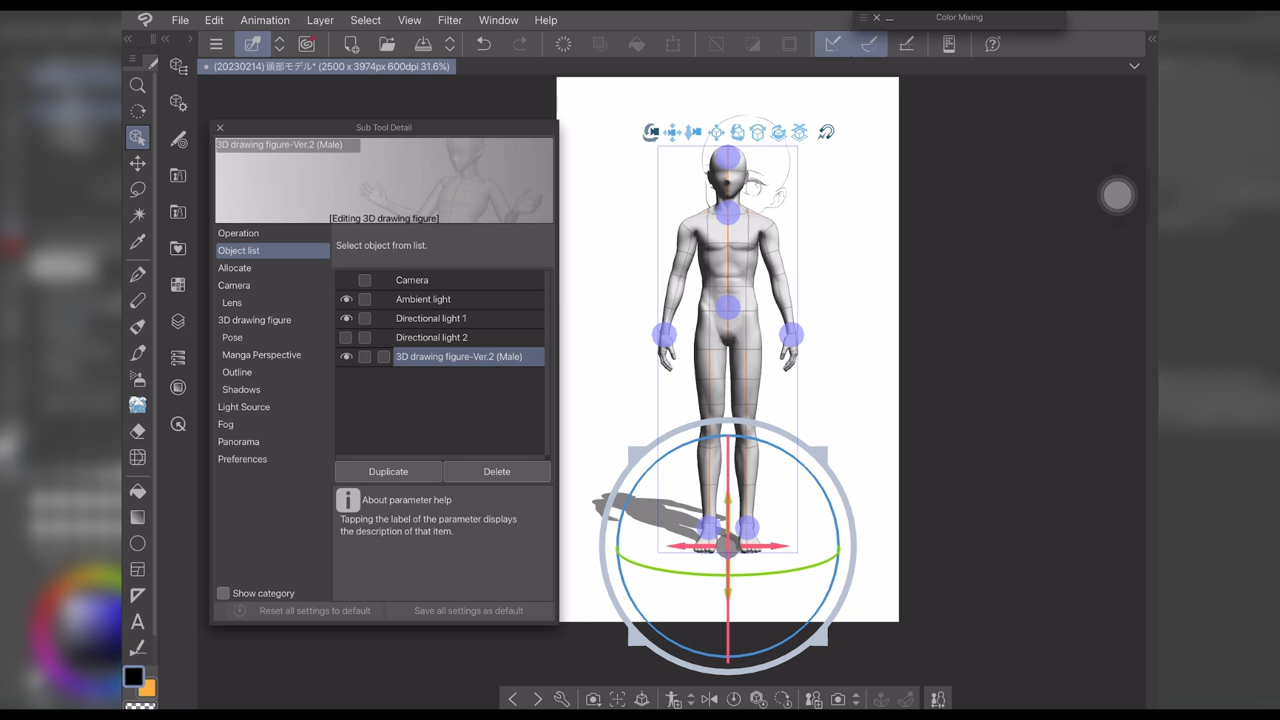 File Edit Animation Layer Select View Filter Window Help
Color Mixing
(20230214) 頭部モデル* (2500 x 3974px 600dpi 31.6%)
Sub Tool Detail
3D drawing figure-Ver.2 (Male)
[Editing 3D drawing figure]
Operation
Object list
Allocate
Camera
Lens
3D drawing figure
Pose
Manga Perspective
Outline
Shadows
Light Source
Fog
Panorama
Preferences
Select object from list.
Camera
Ambient light
Directional light 1
Directional light 2
3D drawing figure-Ver.2 (Male)
Duplicate Delete
About parameter help
Tapping the label of the parameter displays
the description of that item.
Show category
Reset all settings to default Save all settings as default